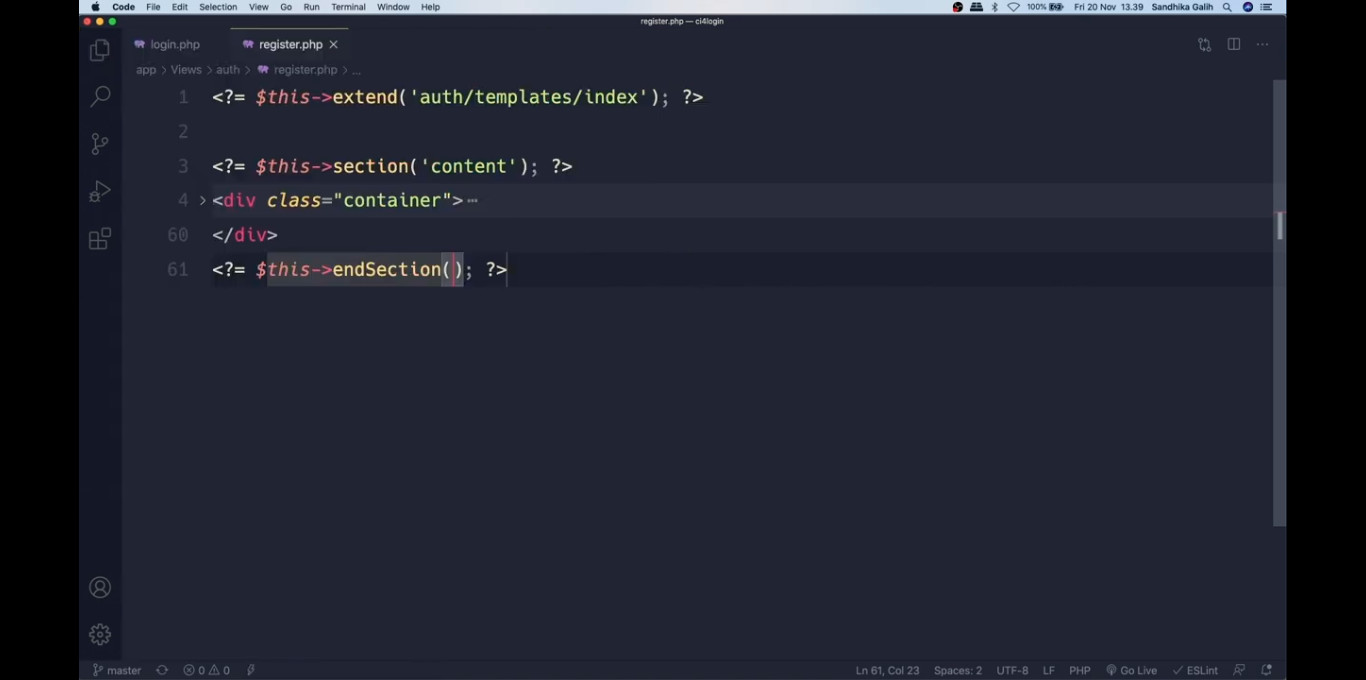 Code File Edit Selection View Go Run Terminal Window Help 100% Fri 20 Nov 13.39 Sandhika Galih
register.php — ci4login
login.php register.php
app > Views > auth > register.php > ...
1 <?= $this->extend('auth/templates/index'); ?>
2
3 <?= $this->section('content'); ?>
4 <div class="container">
60 </div>
61 <?= $this->endSection(); ?>
master 0 0 Ln 61, Col 23 Spaces: 2 UTF-8 LF PHP Go Live ESLint